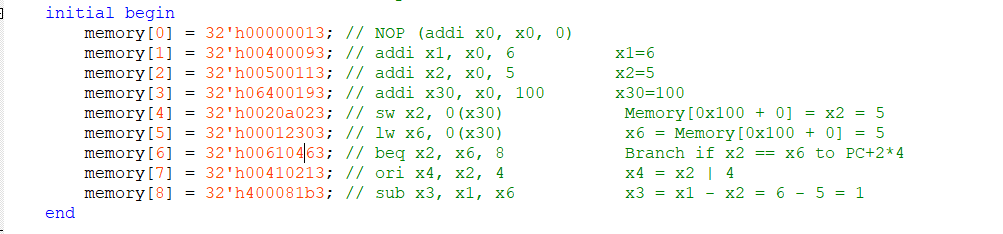 initial begin
memory[0] = 32'h00000013; // NOP (addi x0, x0, 0)
memory[1] = 32'h00400093; // addi x1, x0, 6 x1=6
memory[2] = 32'h00500113; // addi x2, x0, 5 x2=5
memory[3] = 32'h06400193; // addi x30, x0, 100 x30=100
memory[4] = 32'h0020a023; // sw x2, 0(x30) Memory[0x100 + 0] = x2 = 5
memory[5] = 32'h00012303; // lw x6, 0(x30) x6 = Memory[0x100 + 0] = 5
memory[6] = 32'h00610463; // beq x2, x6, 8 Branch if x2 == x6 to PC+2*4
memory[7] = 32'h00410213; // ori x4, x2, 4 x4 = x2 | 4
memory[8] = 32'h400081b3; // sub x3, x1, x6 x3 = x1 - x2 = 6 - 5 = 1
end